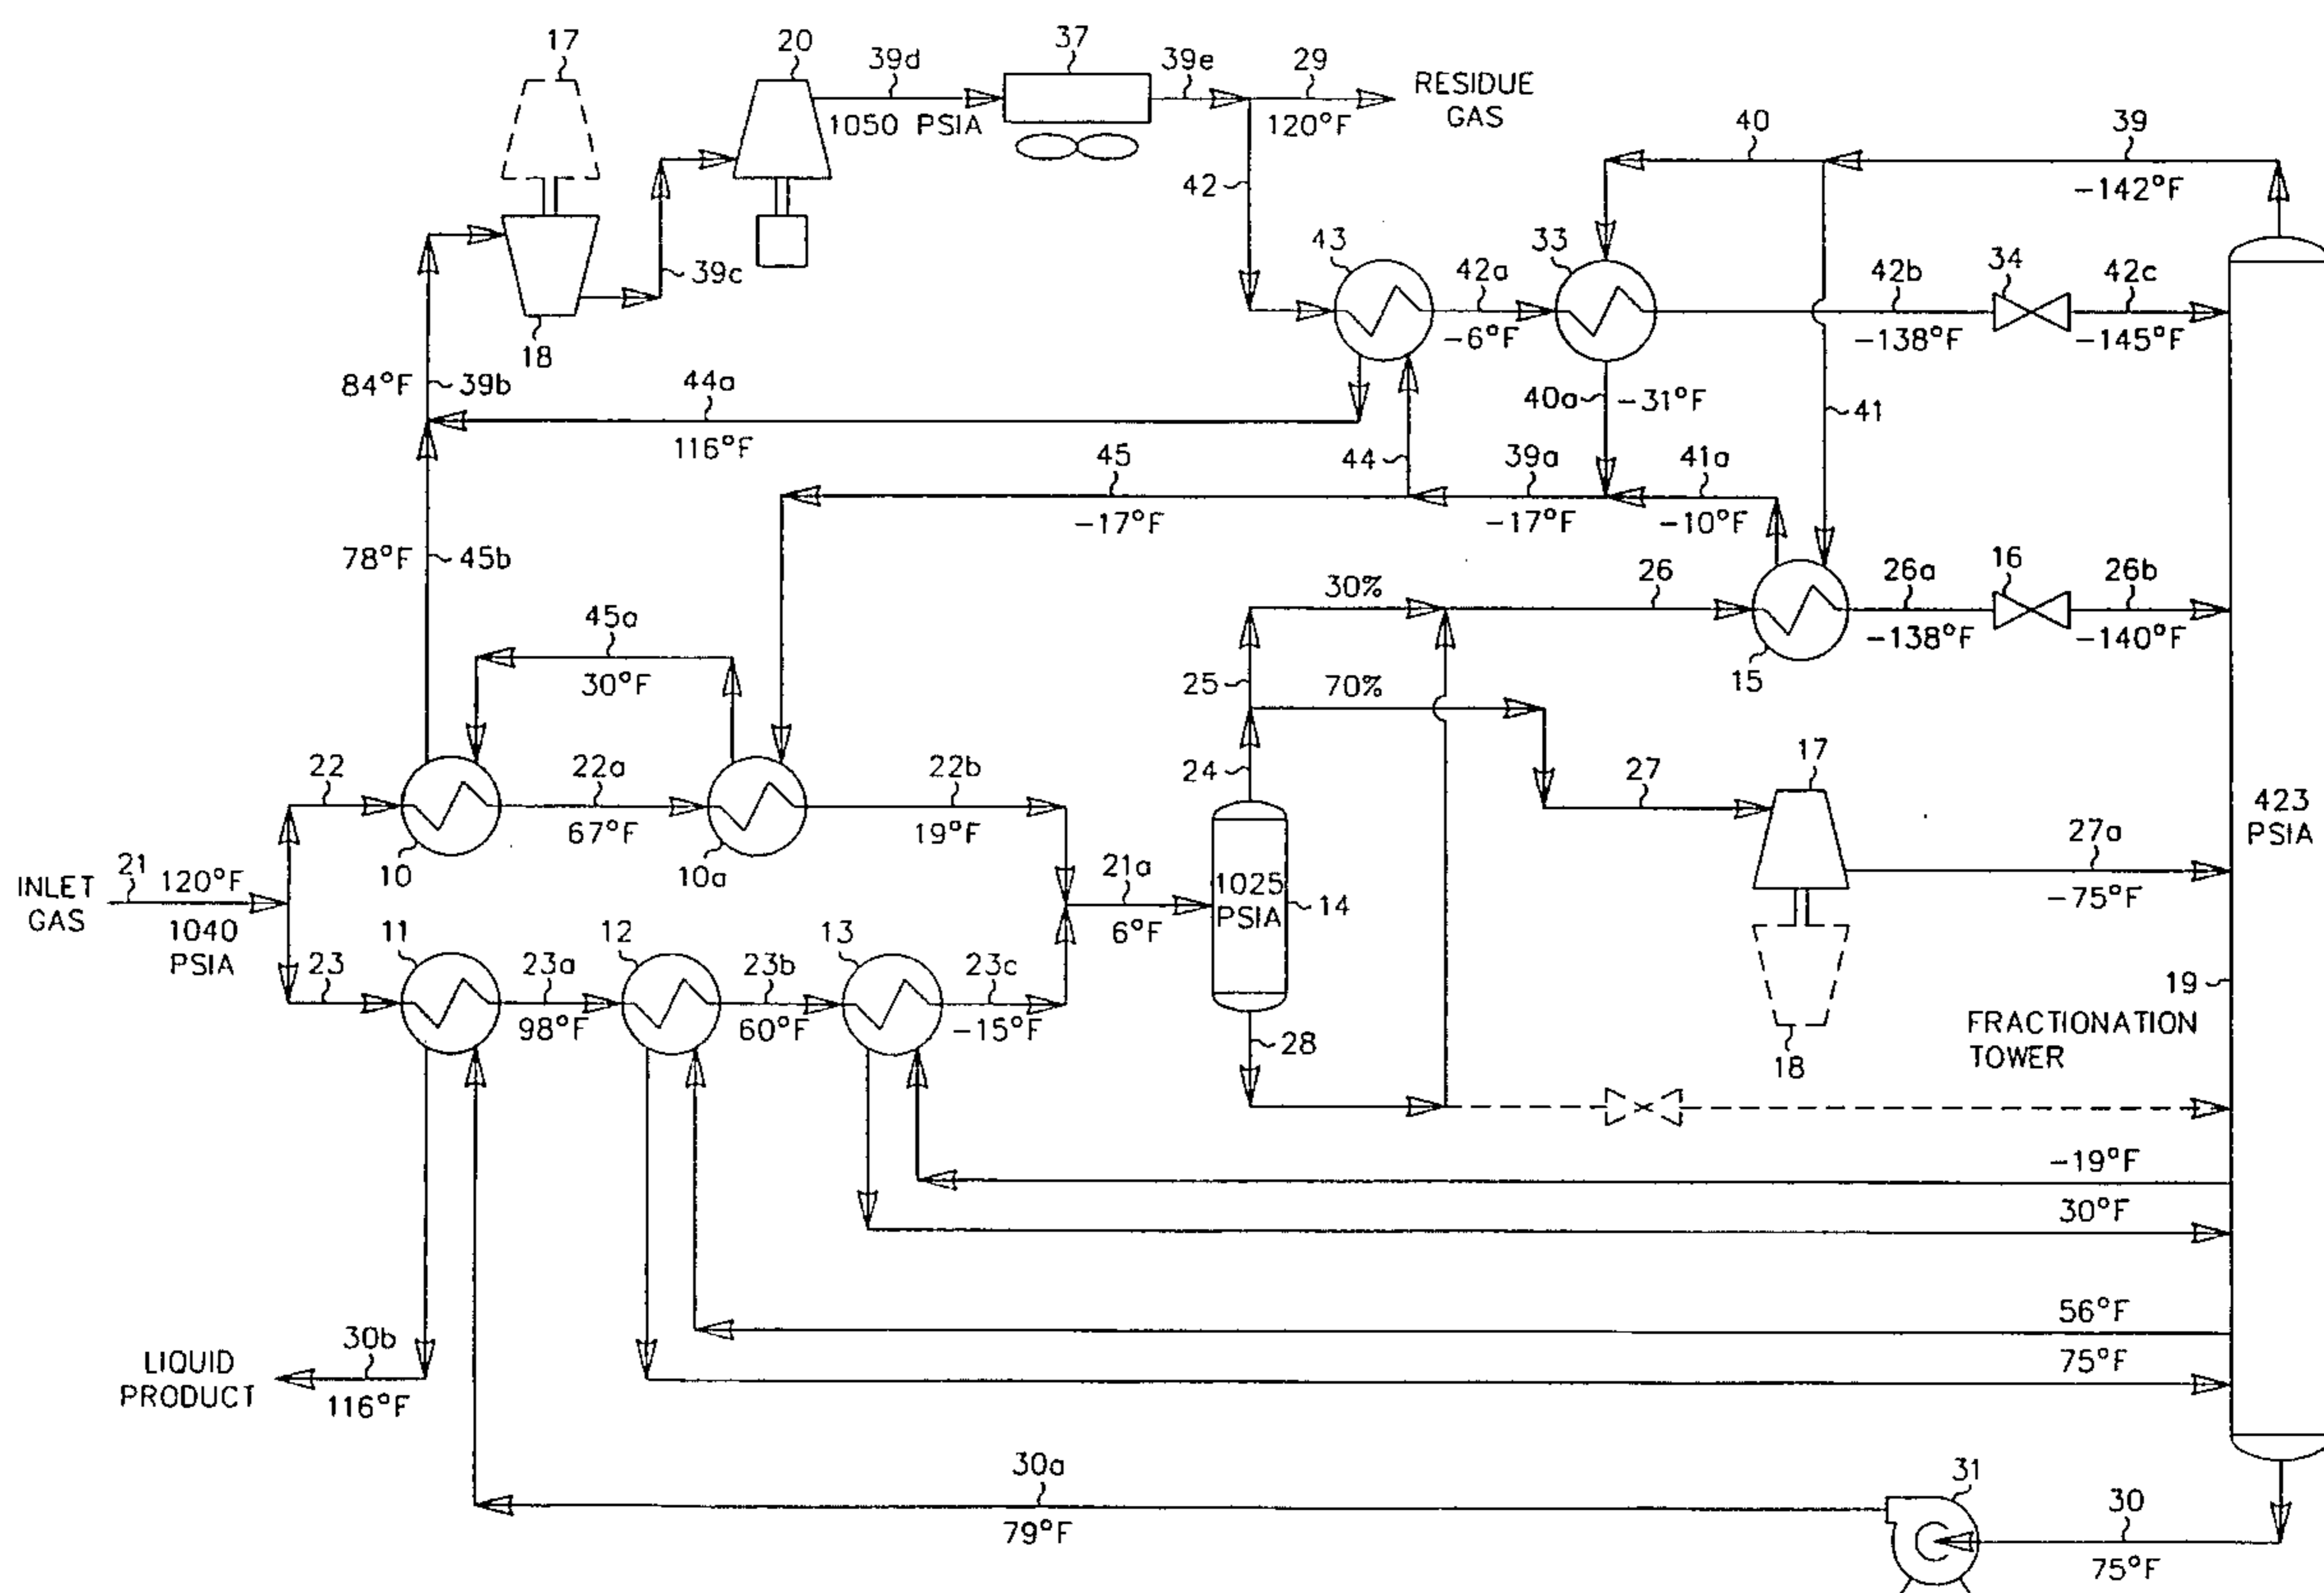 17
20
39d
37
39e
29
RESIDUE
GAS
1050 PSIA
120°F
40
39
42
-142°F
43
33
42a
42b
34
42c
39c
18
-6°F
-138°F
-145°F
84°F
39b
44a
40a
-31°F
41
116°F
45
44
39a
41a
-17°F
-17°F
-10°F
78°F
45b
30%
26
26a
16
26b
45a
-138°F
-140°F
30°F
25
70%
15
22
22a
22b
24
27
17
67°F
19°F
423
PSIA
21
120°F
10
10a
21a
27a
INLET
GAS
1025
PSIA
14
-75°F
1040
PSIA
6°F
11
12
13
23
23a
23b
23c
98°F
60°F
-15°F
19
28
18
FRACTIONATION
TOWER
-19°F
30°F
56°F
30b
LIQUID
PRODUCT
75°F
116°F
30a
31
30
79°F
75°F